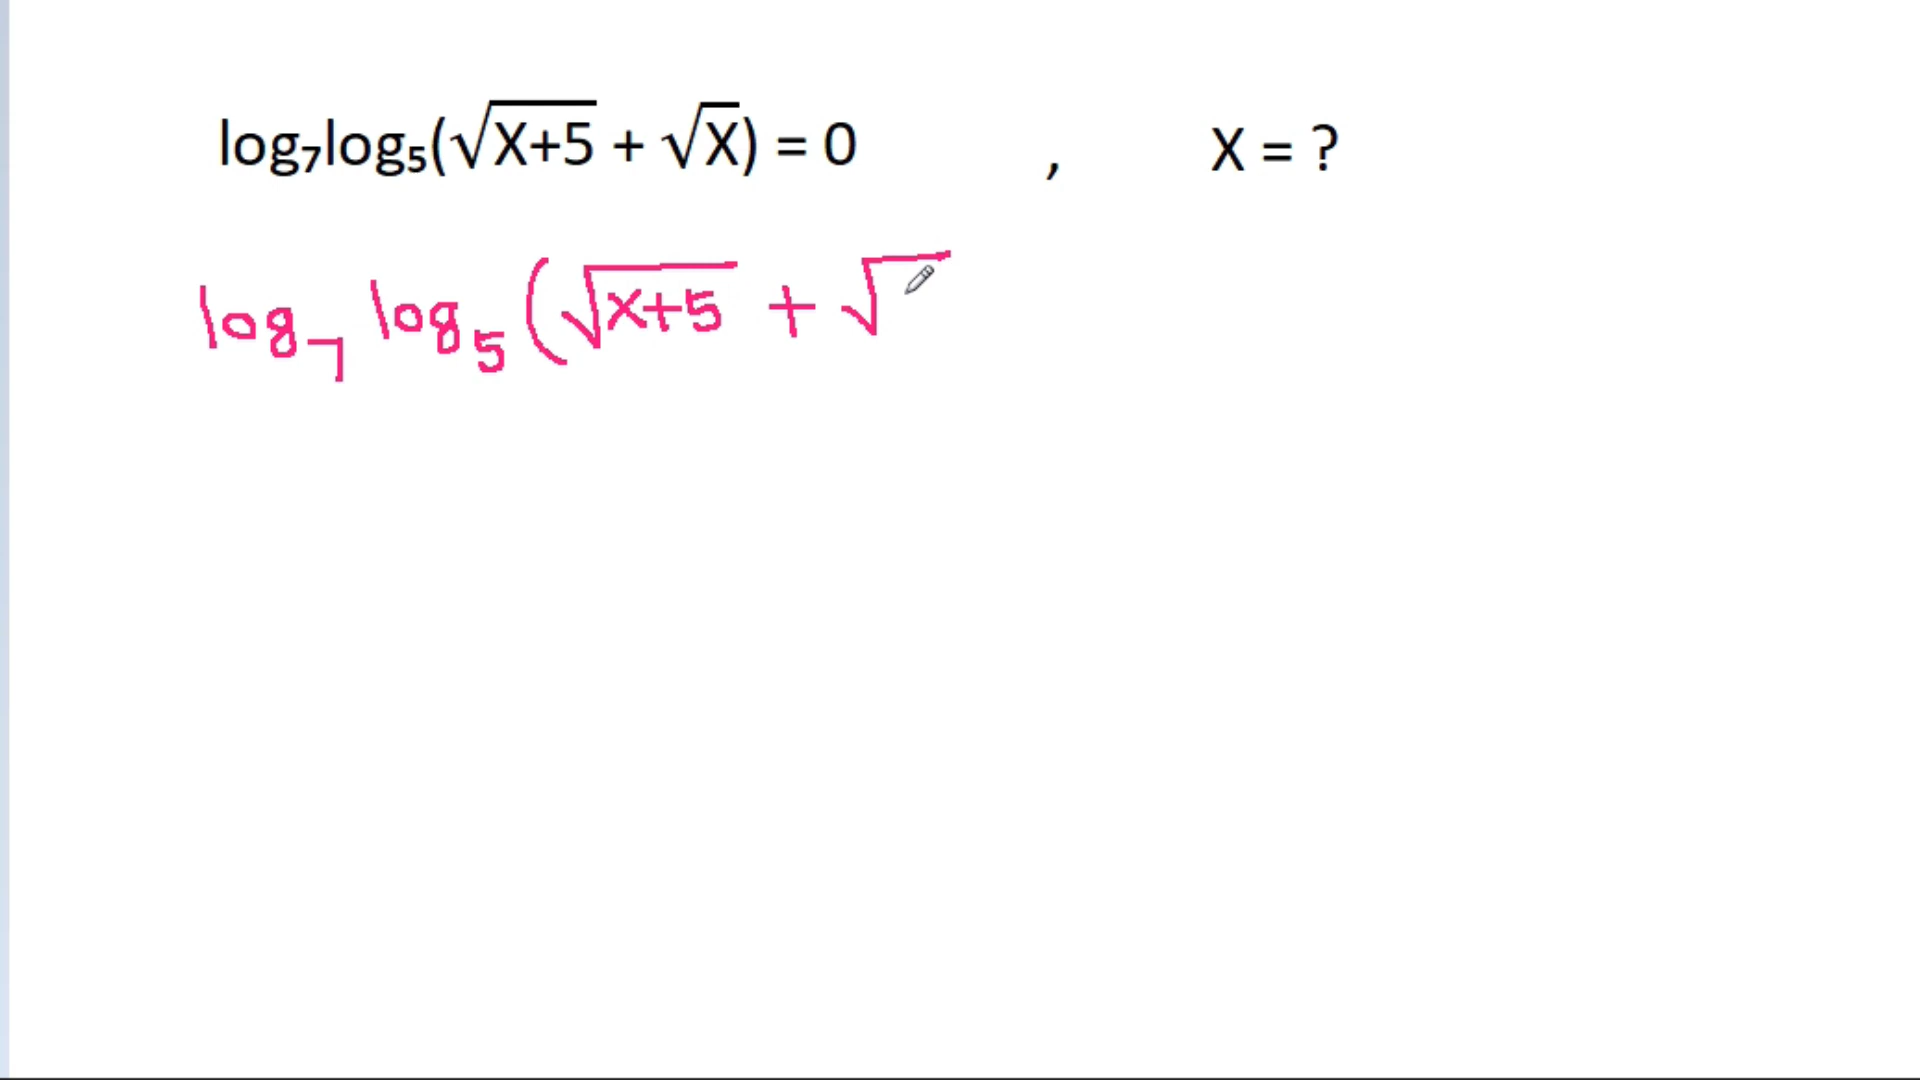 log₇log₅(√X+5 + √X) = 0 , X = ?
log₇ log₅ (√x+5 + √